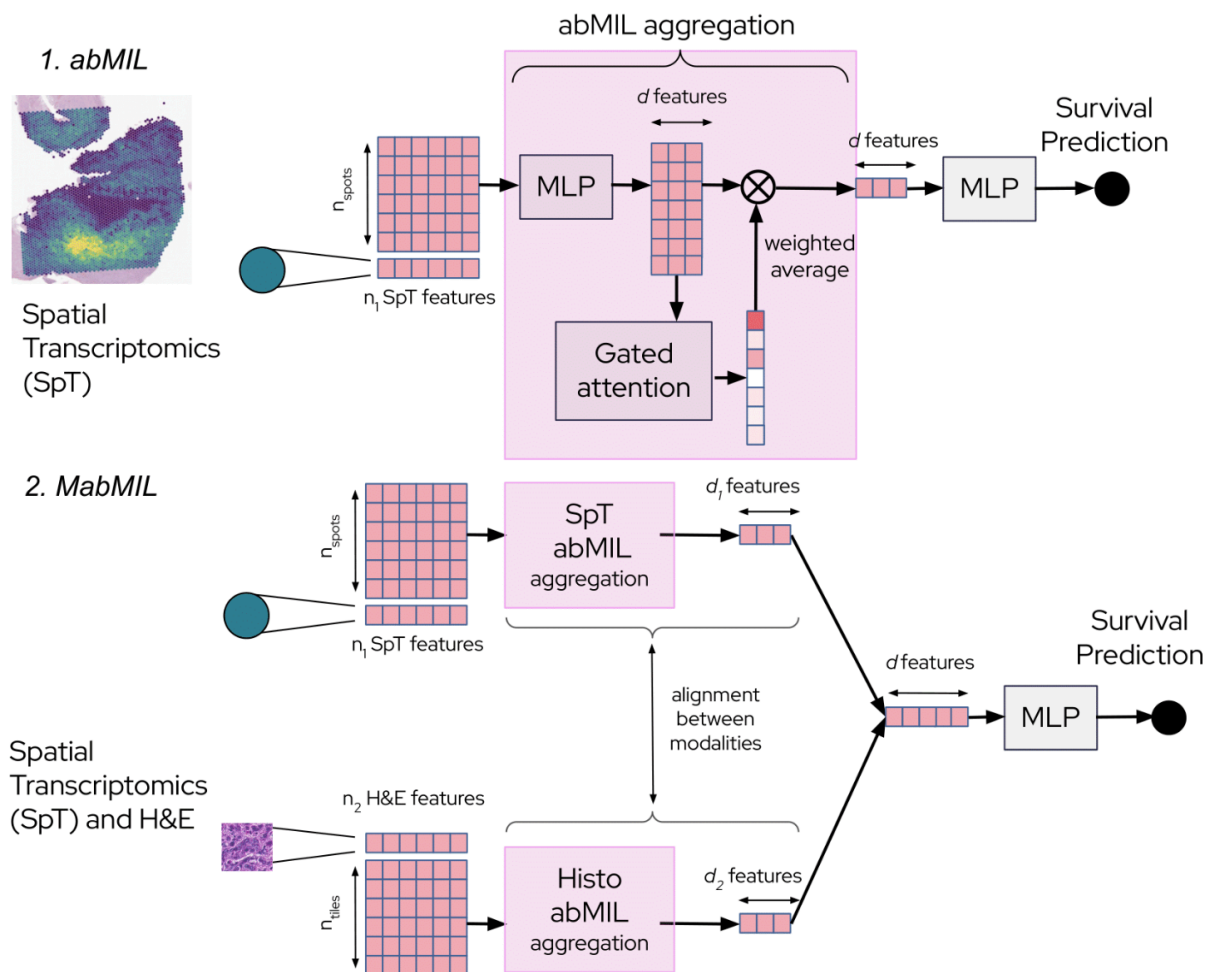 abMIL aggregation
1. abMIL
d features
Survival
Prediction
d features
n_spots
MLP
MLP
weighted
average
n_1 SpT features
Spatial
Transcriptomics
(SpT)
Gated
attention
2. MabMIL
d_1 features
n_spots
SpT
abMIL
aggregation
n_1 SpT features
Survival
Prediction
d features
alignment
between
modalities
MLP
Spatial
Transcriptomics
(SpT) and H&E
n_2 H&E features
d_2 features
n_tiles
Histo
abMIL
aggregation